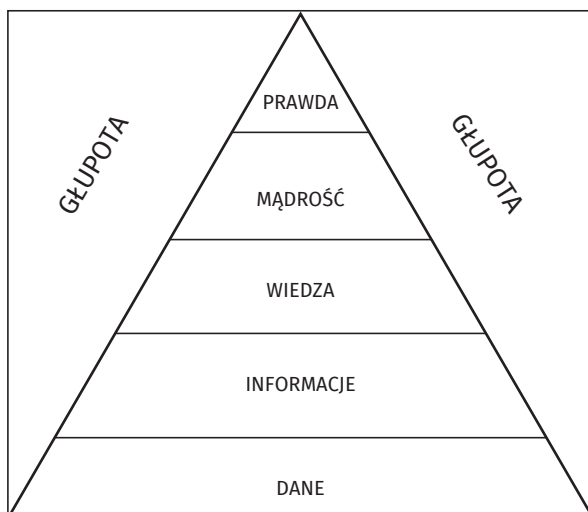 PRAWDA
GŁUPOTA
GŁUPOTA
MĄDROŚĆ
WIEDZA
INFORMACJE
DANE